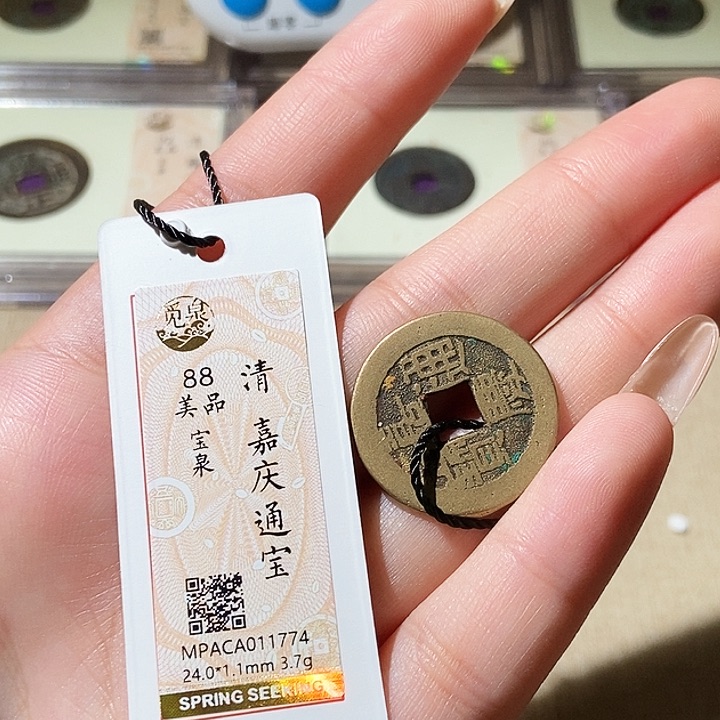 觅泉
88
美品
宝泉
清 嘉庆通宝
MPACA011774
24.0*1.1mm 3.7g
SPRING SEEKING